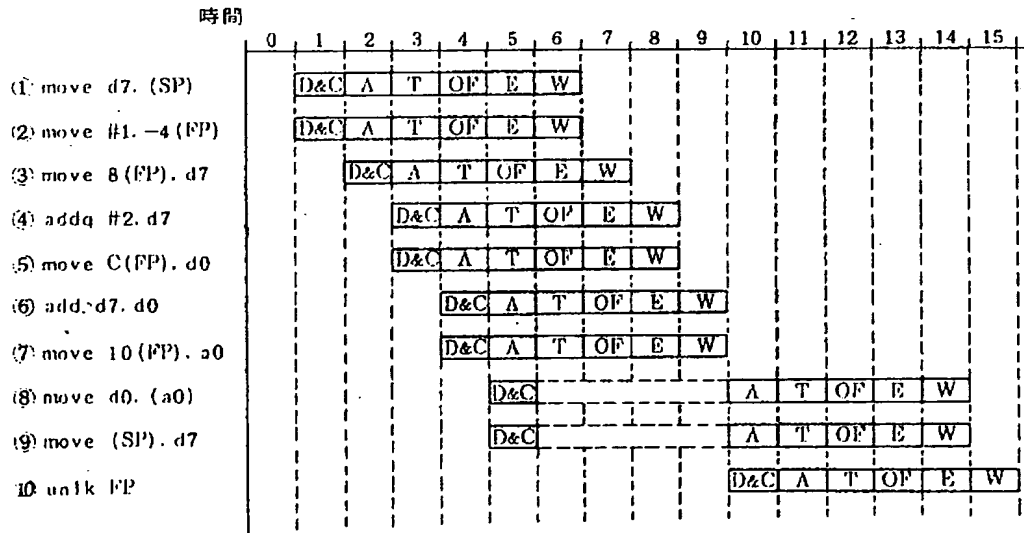 時間
0 1 2 3 4 5 6 7 8 9 10 11 12 13 14 15
(1) move d7. (SP) D&C A T OF E W
(2) move #1. -4(FP) D&C A T OF E W
(3) move 8(FP). d7 D&C A T OF E W
(4) addq #2. d7 D&C A T OF E W
(5) move C(FP). d0 D&C A T OF E W
(6) add. d7. d0 D&C A T OF E W
(7) move 10(FP). a0 D&C A T OF E W
(8) move d0. (a0) D&C A T OF E W
(9) move (SP). d7 D&C A T OF E W
10 unlk FP D&C A T OF E W